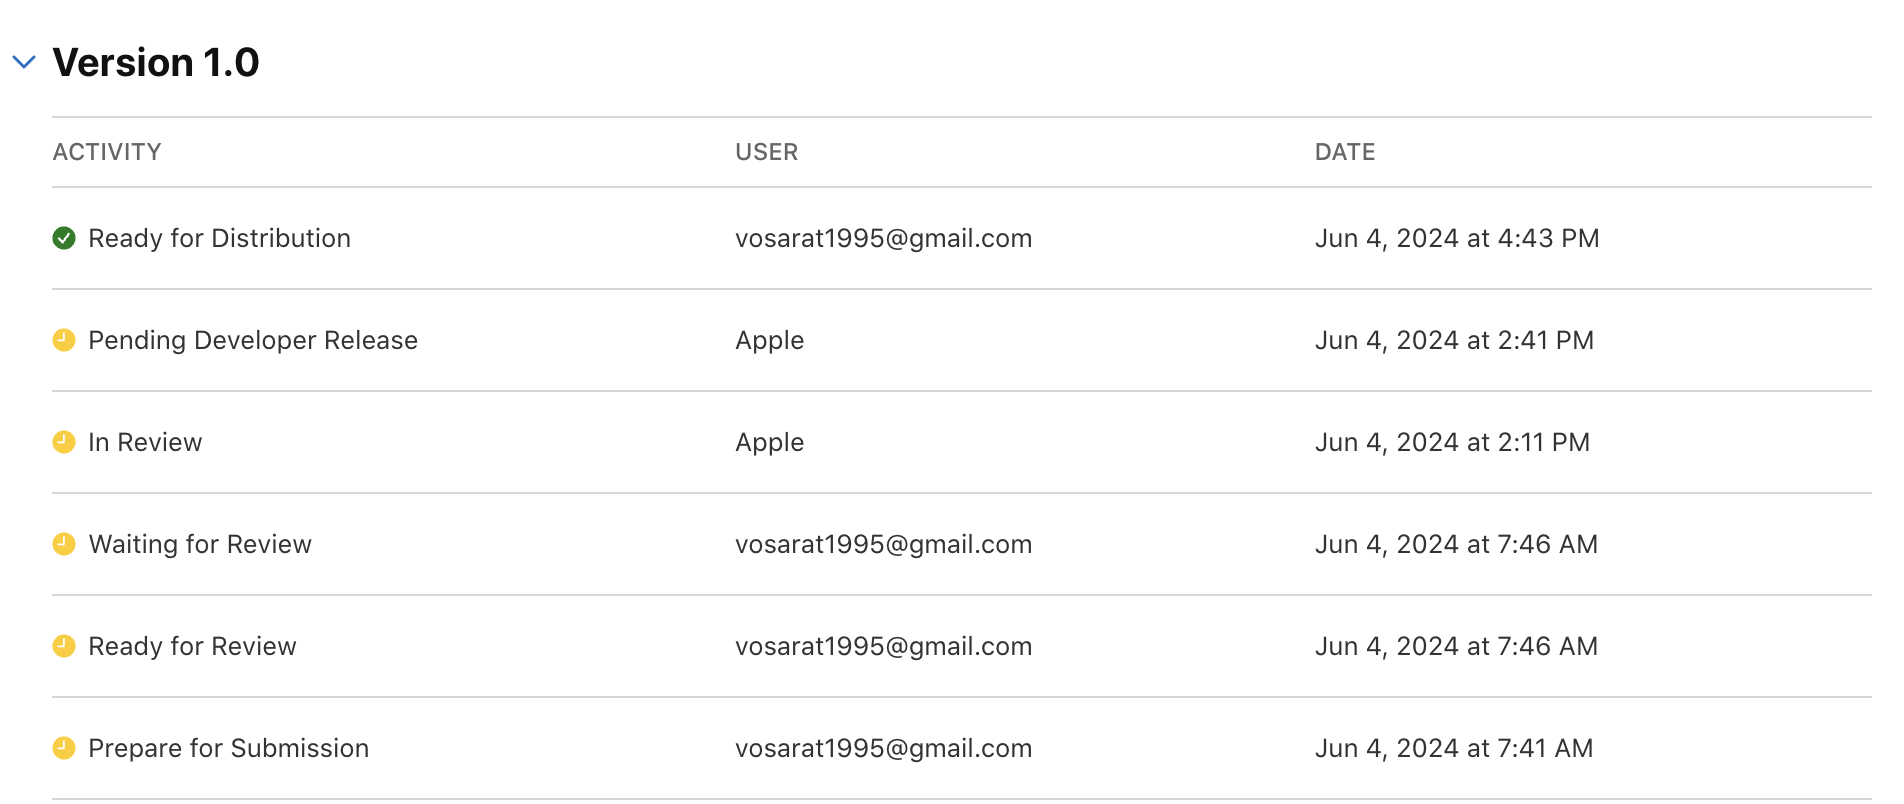 Version 1.0
ACTIVITY USER DATE
Ready for Distribution vosarat1995@gmail.com Jun 4, 2024 at 4:43 PM
Pending Developer Release Apple Jun 4, 2024 at 2:41 PM
In Review Apple Jun 4, 2024 at 2:11 PM
Waiting for Review vosarat1995@gmail.com Jun 4, 2024 at 7:46 AM
Ready for Review vosarat1995@gmail.com Jun 4, 2024 at 7:46 AM
Prepare for Submission vosarat1995@gmail.com Jun 4, 2024 at 7:41 AM